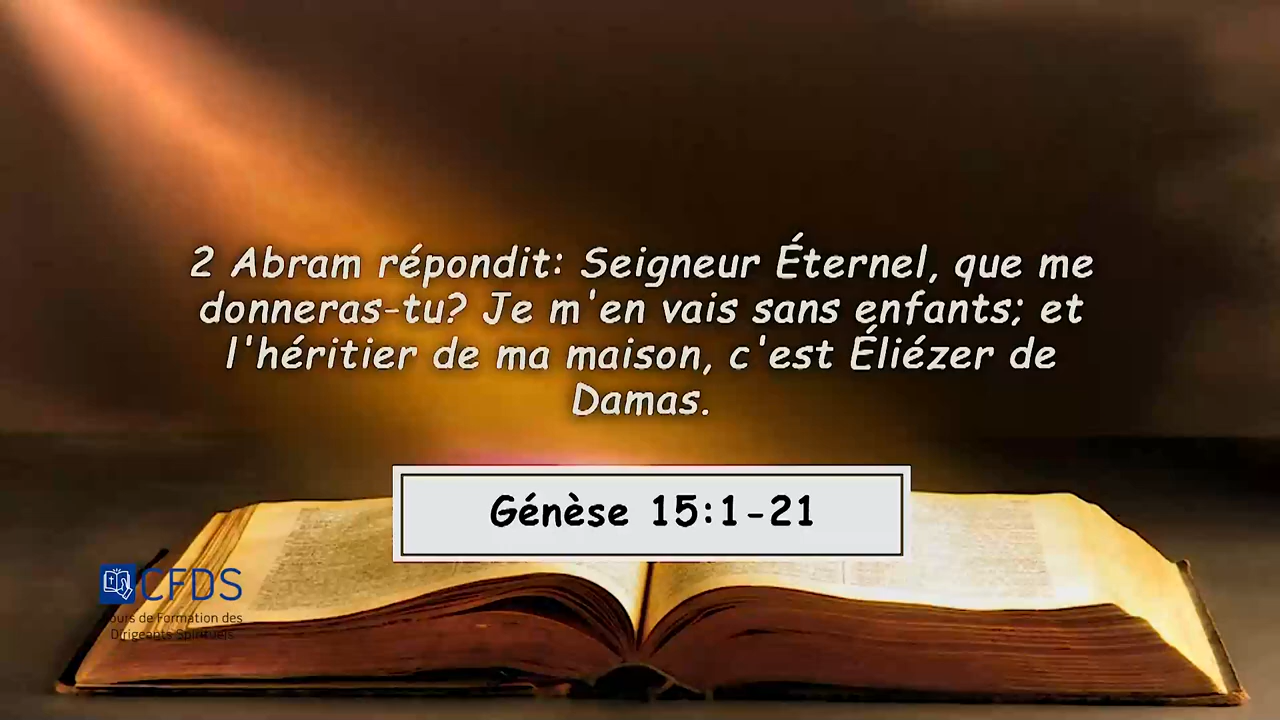 2 Abram répondit: Seigneur Éternel, que me
donneras-tu? Je m'en vais sans enfants; et
l'héritier de ma maison, c'est Éliézer de
Damas.
Génèse 15:1-21
CFDS
Cours de Formation des
Dirigeants Spirituels